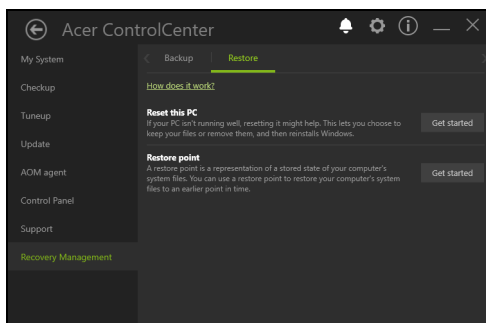 Acer ControlCenter
My System
Checkup
Tuneup
Update
AOM agent
Control Panel
Support
Recovery Management
Backup
Restore
How does it work?
Reset this PC
If your PC isn't running well, resetting it might help. This lets you choose to
keep your files or remove them, and then reinstalls Windows.
Get started
Restore point
A restore point is a representation of a stored state of your computer's
system files. You can use a restore point to restore your computer's system
files to an earlier point in time.
Get started